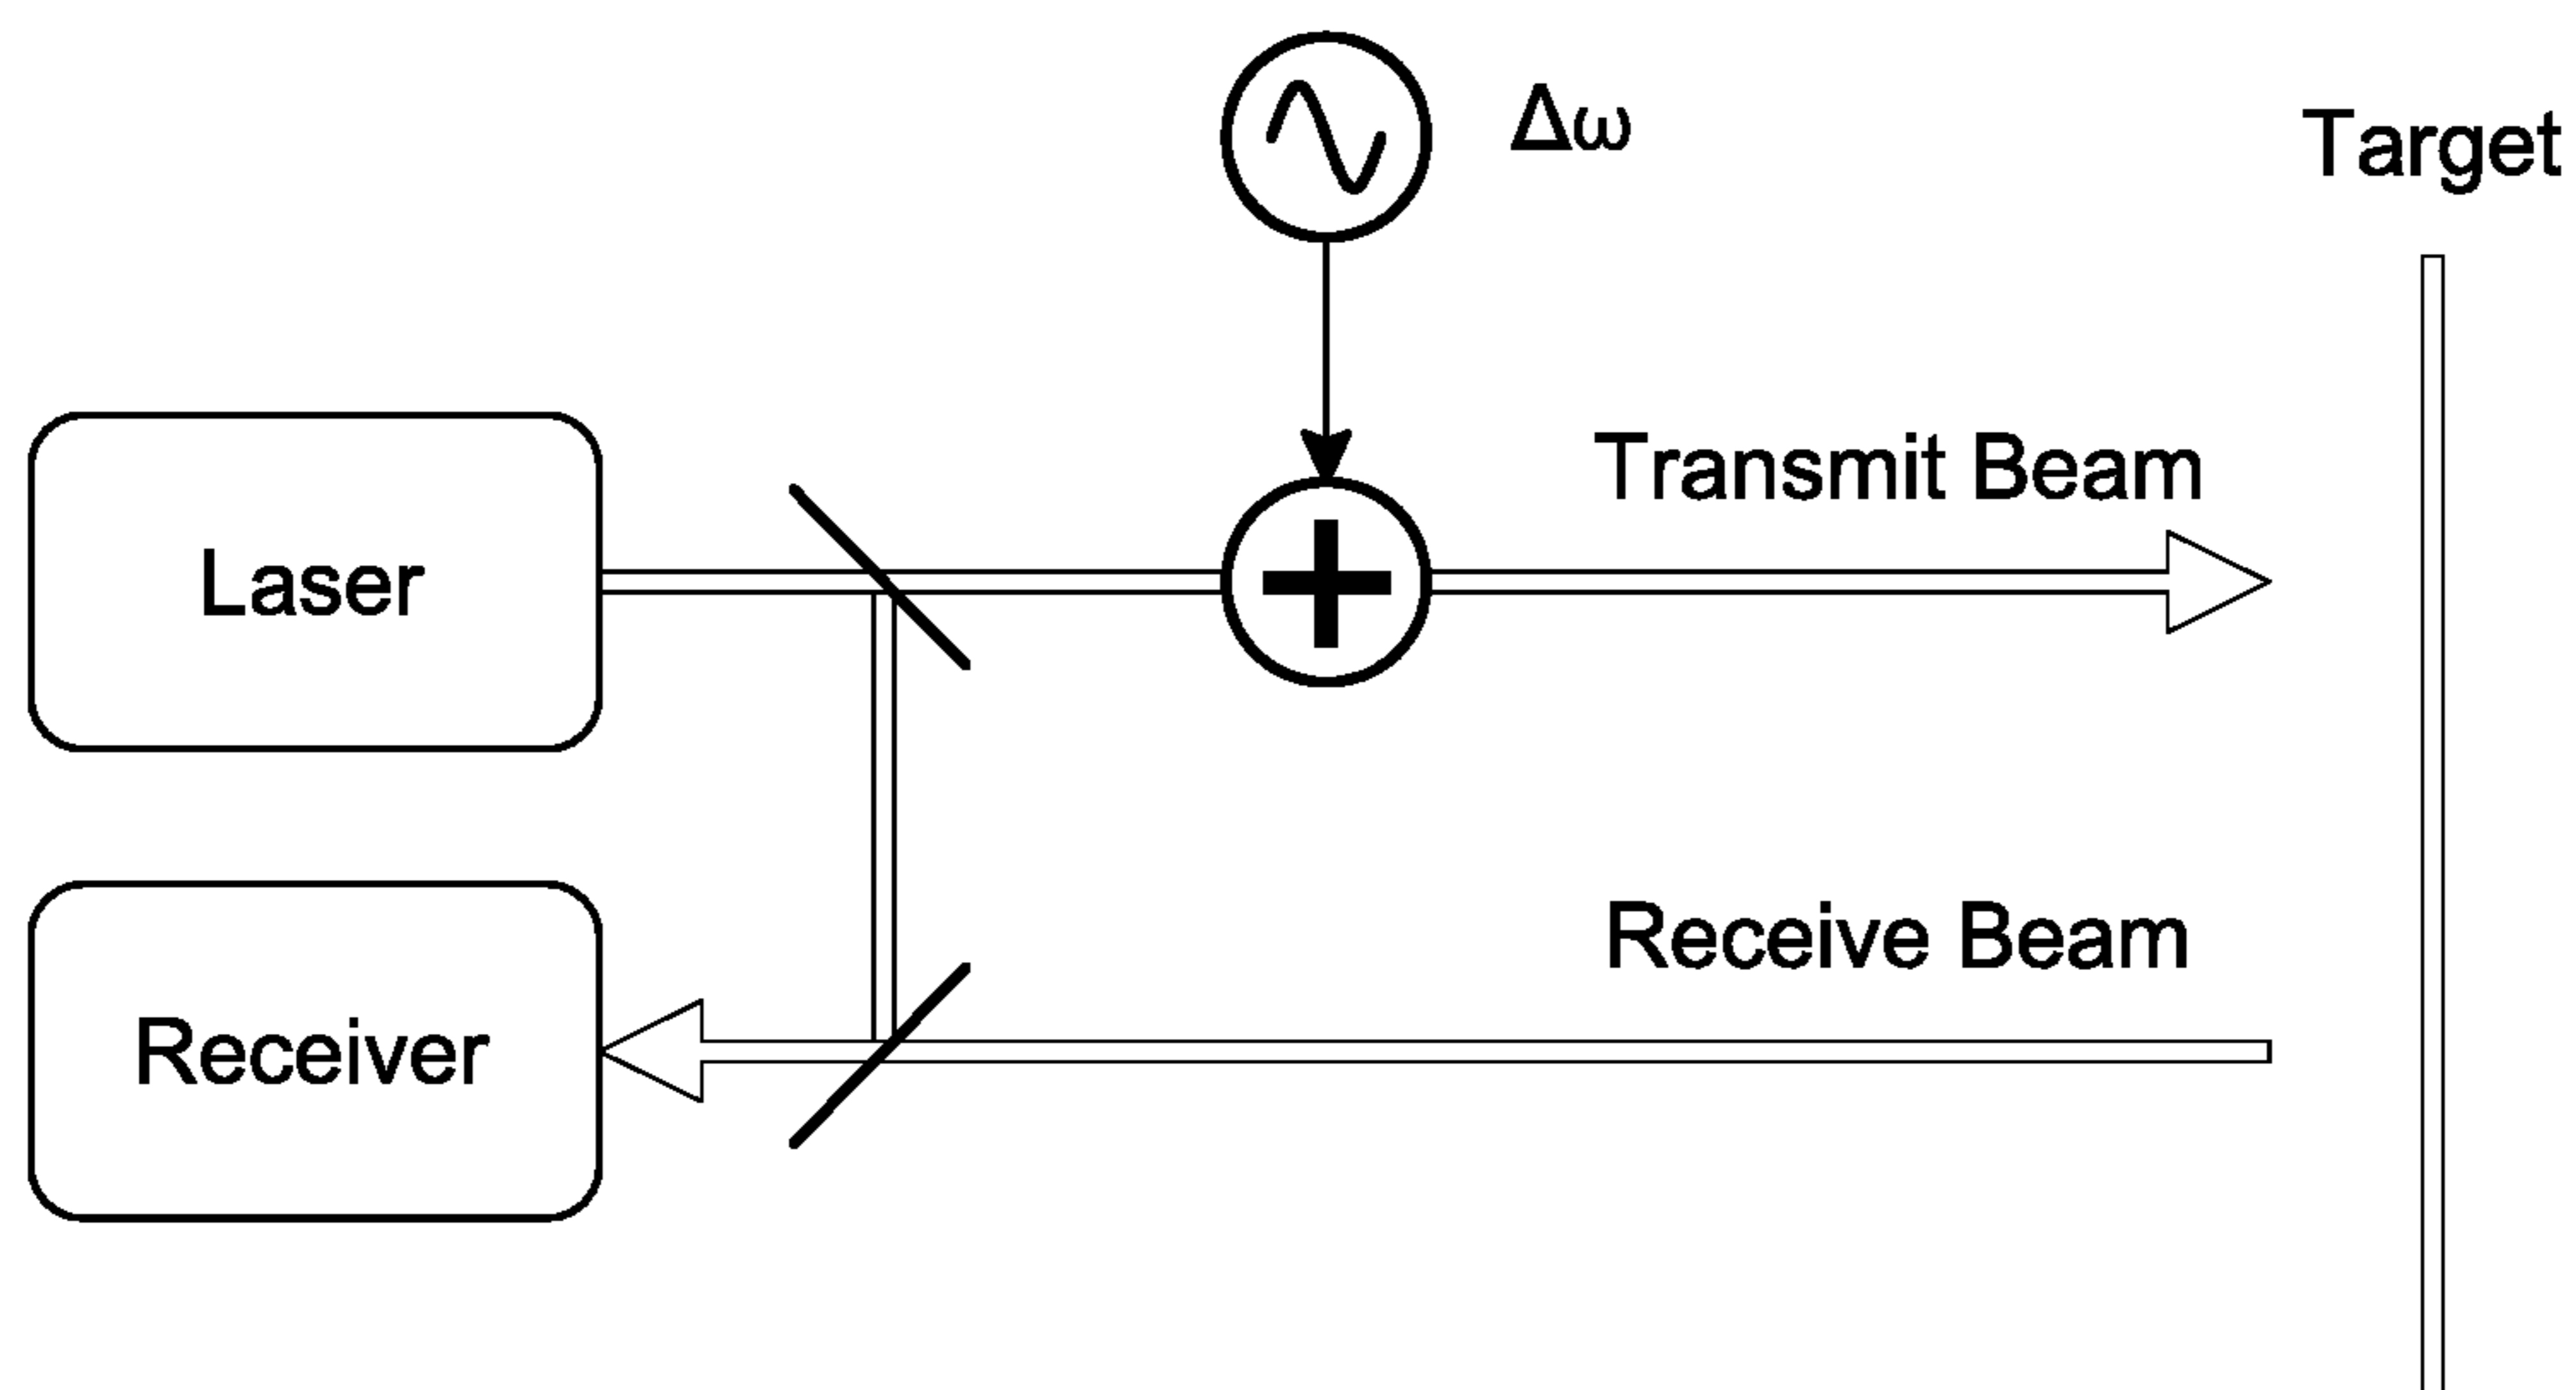 Δω
Target
Transmit Beam
Laser
Receive Beam
Receiver